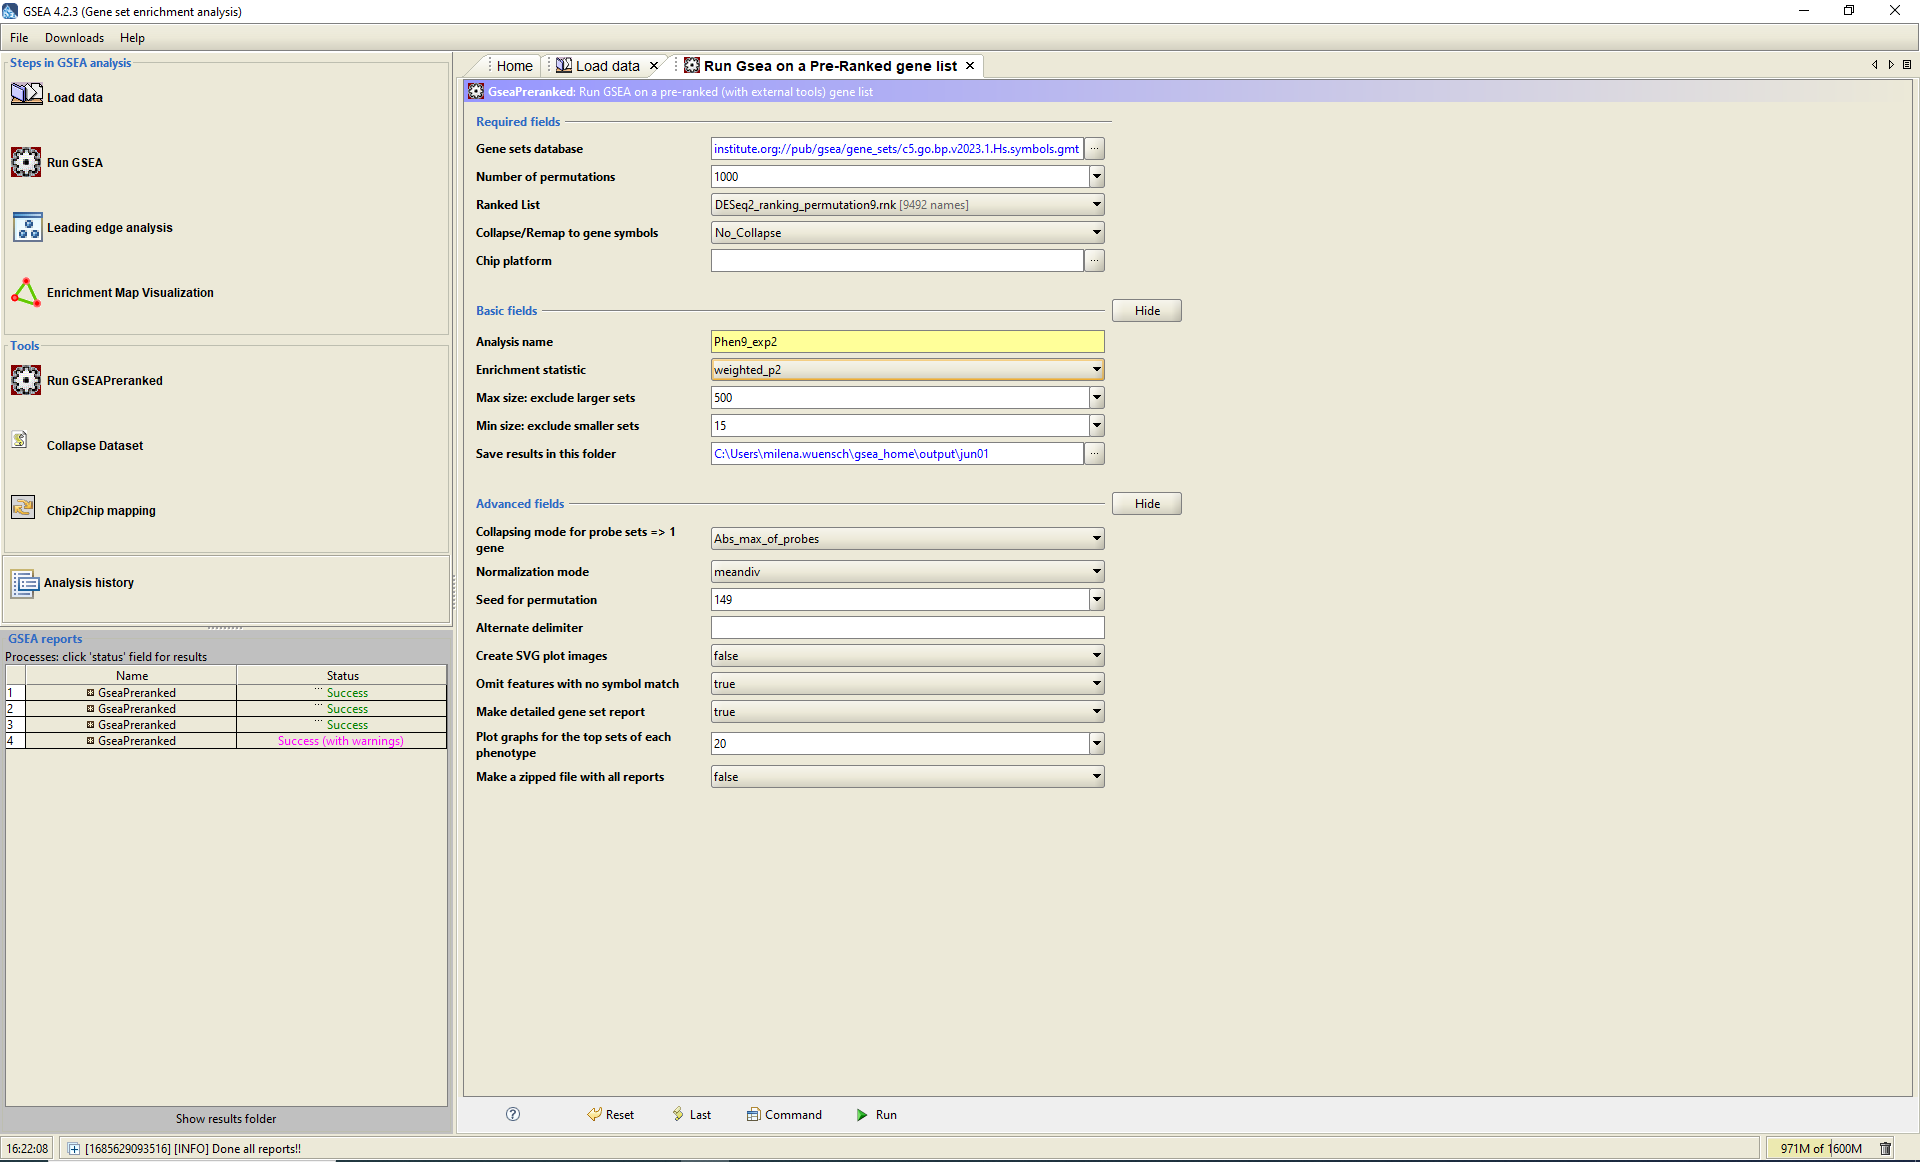 GSEA 4.2.3 (Gene set enrichment analysis)
File Downloads Help
Steps in GSEA analysis
Load data
Run GSEA
Leading edge analysis
Enrichment Map Visualization
Tools
Run GSEAPreranked
Collapse Dataset
Chip2Chip mapping
Analysis history
GSEA reports
Processes: click 'status' field for results
Name Status
1 GseaPreranked ... Success
2 GseaPreranked ... Success
3 GseaPreranked ... Success
4 GseaPreranked Success (with warnings)
Show results folder
Home Load data Run Gsea on a Pre-Ranked gene list
GseaPreranked: Run GSEA on a pre-ranked (with external tools) gene list
Required fields
Gene sets database institute.org://pub/gsea/gene_sets/c5.go.bp.v2023.1.Hs.symbols.gmt ...
Number of permutations 1000
Ranked List DESeq2_ranking_permutation9.rnk [9492 names]
Collapse/Remap to gene symbols No_Collapse
Chip platform ...
Basic fields Hide
Analysis name Phen9_exp2
Enrichment statistic weighted_p2
Max size: exclude larger sets 500
Min size: exclude smaller sets 15
Save results in this folder C:\Users\milena.wuensch\gsea_home\output\jun01 ...
Advanced fields Hide
Collapsing mode for probe sets => 1
gene Abs_max_of_probes
Normalization mode meandiv
Seed for permutation 149
Alternate delimiter
Create SVG plot images false
Omit features with no symbol match true
Make detailed gene set report true
Plot graphs for the top sets of each
phenotype 20
Make a zipped file with all reports false
? Reset Last Command Run
16:22:08 [1685629093516] [INFO] Done all reports!! 971M of 1600M